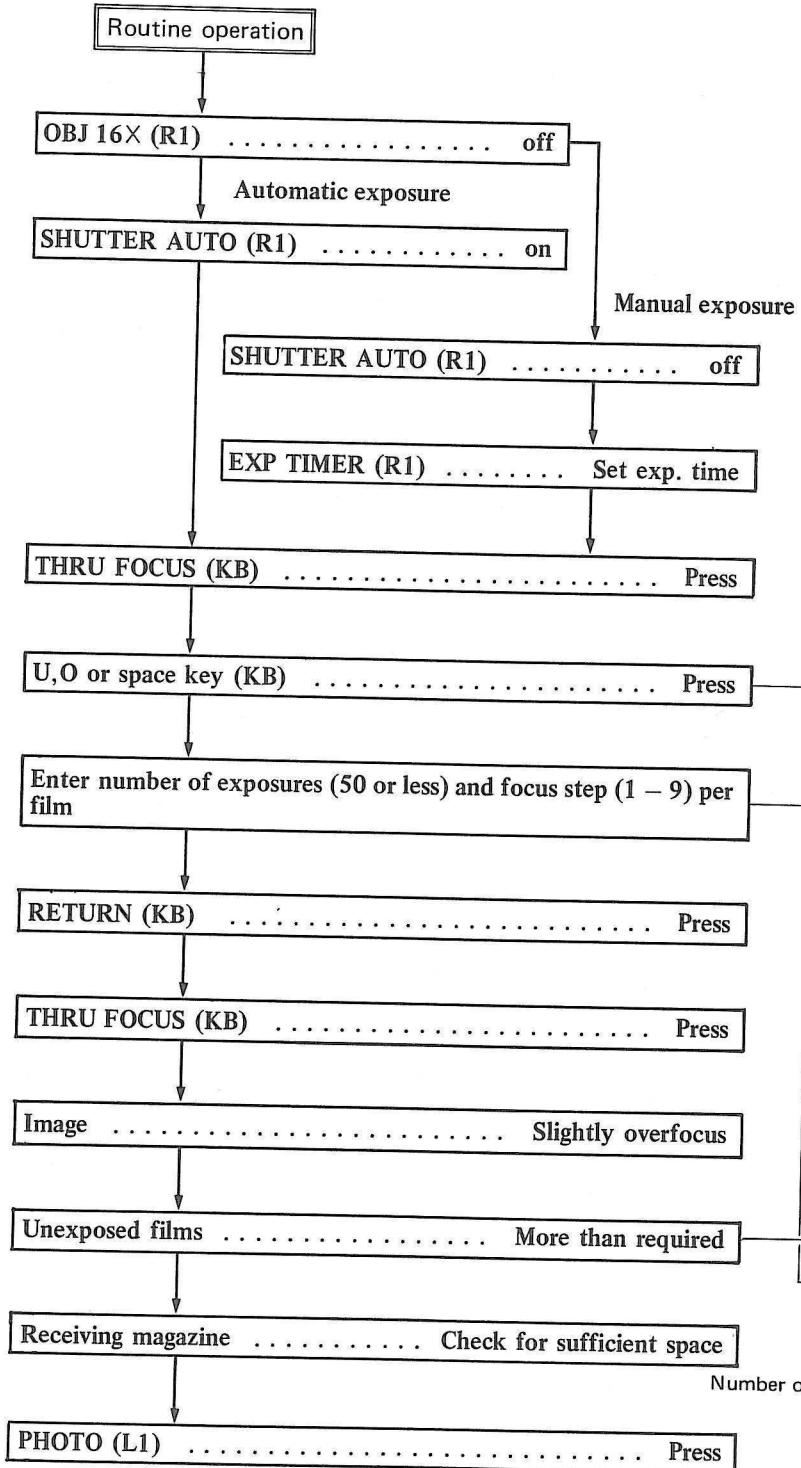 Routine operation
OBJ 16X (R1) . . . . . . . . . . . . . . . . . off
Automatic exposure
SHUTTER AUTO (R1) . . . . . . . . . . . . on
Manual exposure
SHUTTER AUTO (R1) . . . . . . . . . . . off
EXP TIMER (R1) . . . . . . . . Set exp. time
THRU FOCUS (KB) . . . . . . . . . . . . . . . . . . . . . . . . Press
U,O or space key (KB) . . . . . . . . . . . . . . . . . . . . . . Press
Enter number of exposures (50 or less) and focus step (1 – 9) per
film
RETURN (KB) . . . . . . . . . . . . . . . . . . . . . . . . . . . Press
THRU FOCUS (KB) . . . . . . . . . . . . . . . . . . . . . . . . Press
Image . . . . . . . . . . . . . . . . . . . . . . . . . Slightly overfocus
Unexposed films . . . . . . . . . . . . . . . . . More than required
Receiving magazine . . . . . . . . . . . Check for sufficient space
Number o
PHOTO (L1) . . . . . . . . . . . . . . . . . . . . . . . . . . . . . Press